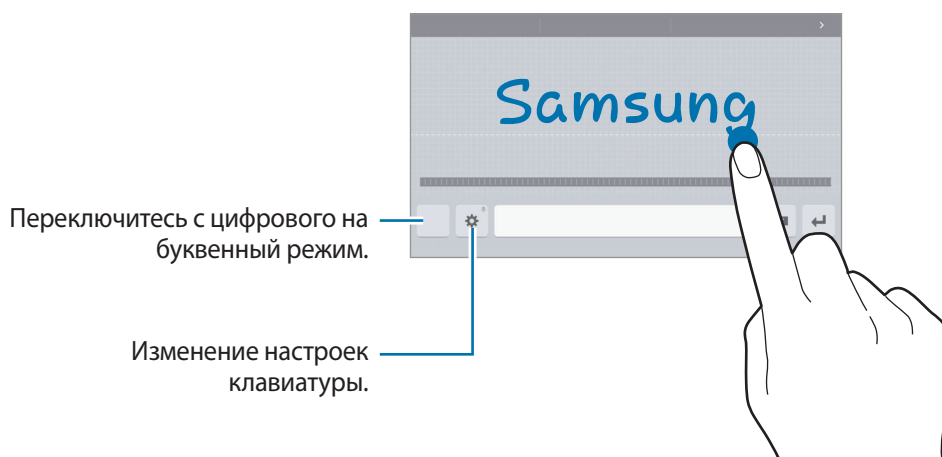 Samsung
Переключитесь с цифрового на
буквенный режим.
Изменение настроек
клавиатуры.